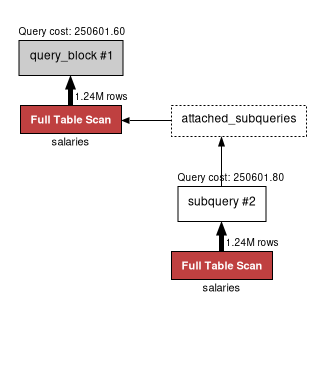 Query cost: 250601.60
query_block #1
1.24M rows
Full Table Scan
salaries
attached_subqueries
Query cost: 250601.80
subquery #2
1.24M rows
Full Table Scan
salaries